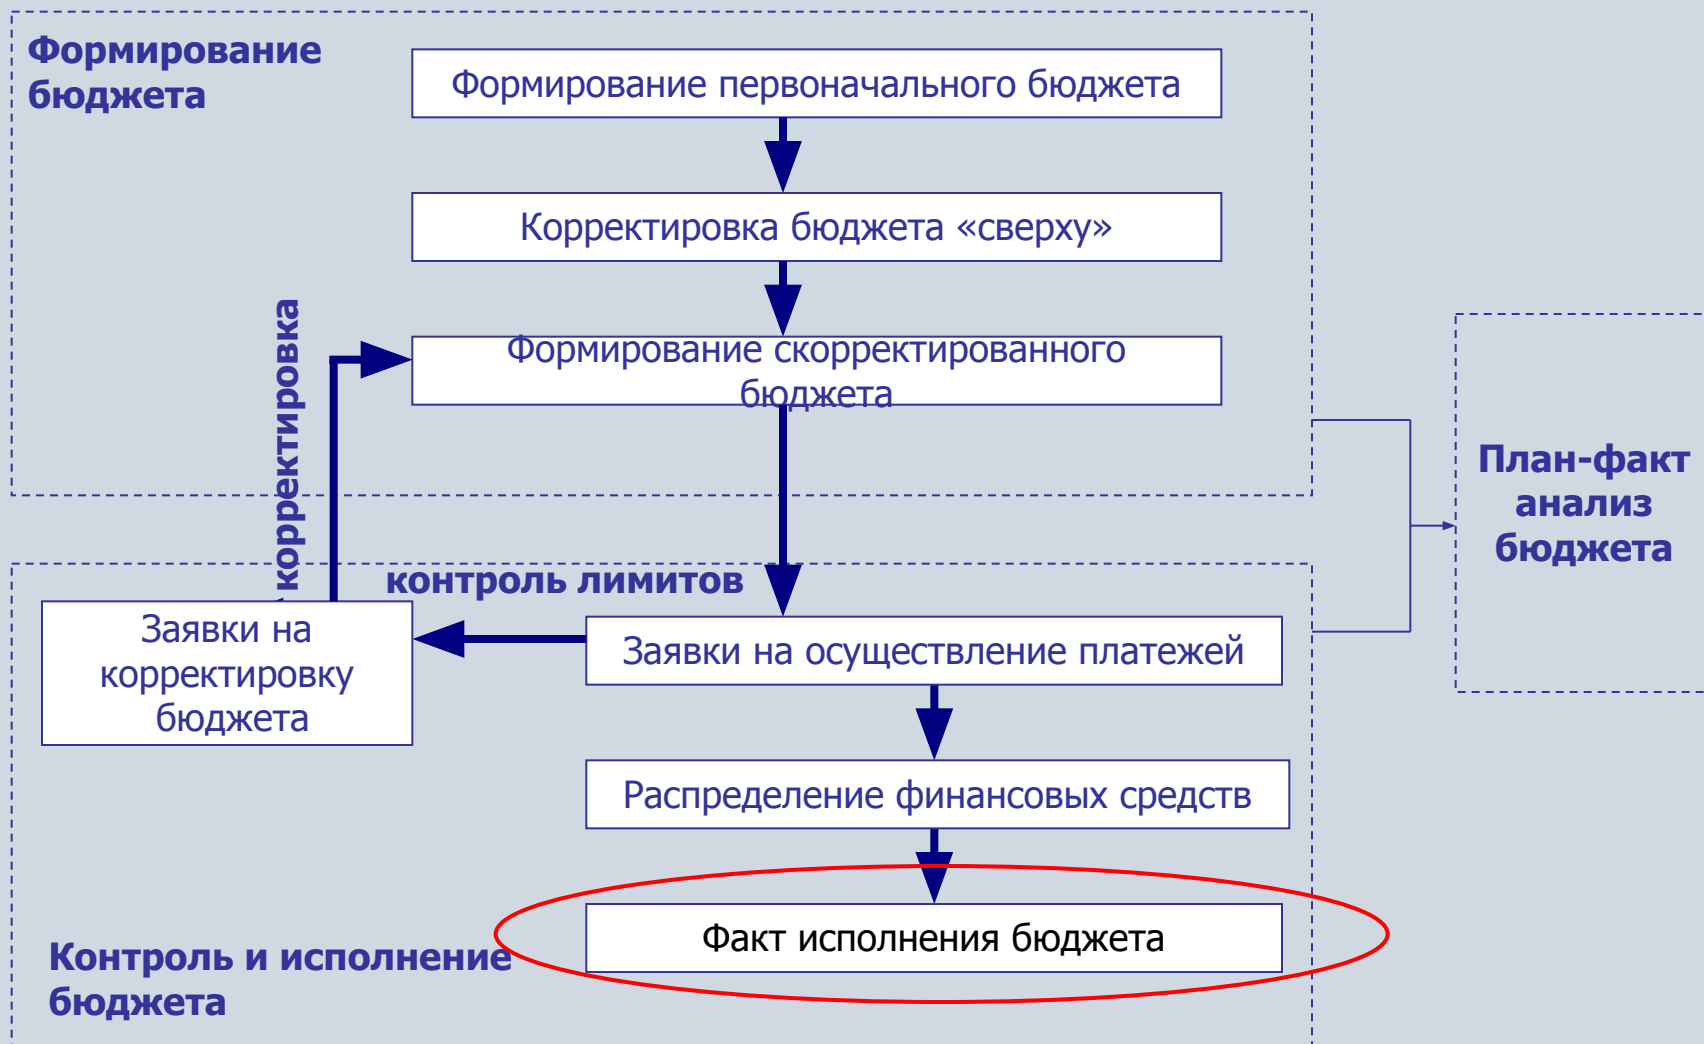 Формирование
бюджета
Формирование первоначального бюджета
Корректировка бюджета «сверху»
Формирование скорректированного
бюджета
корректировка
План-факт
анализ
бюджета
контроль лимитов
Заявки на
корректировку
бюджета
Заявки на осуществление платежей
Распределение финансовых средств
Факт исполнения бюджета
Контроль и исполнение
бюджета